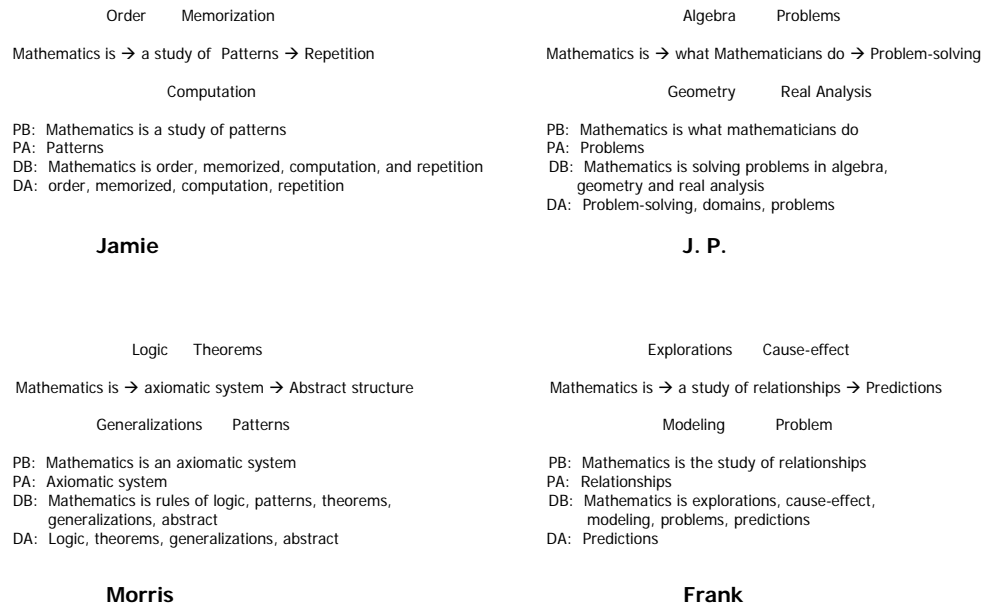 Order Memorization
Mathematics is → a study of Patterns → Repetition
Computation
PB: Mathematics is a study of patterns
PA: Patterns
DB: Mathematics is order, memorized, computation, and repetition
DA: order, memorized, computation, repetition
Jamie
Algebra Problems
Mathematics is → what Mathematicians do → Problem-solving
Geometry Real Analysis
PB: Mathematics is what mathematicians do
PA: Problems
DB: Mathematics is solving problems in algebra,
geometry and real analysis
DA: Problem-solving, domains, problems
J. P.
Logic Theorems
Mathematics is → axiomatic system → Abstract structure
Generalizations Patterns
PB: Mathematics is an axiomatic system
PA: Axiomatic system
DB: Mathematics is rules of logic, patterns, theorems,
generalizations, abstract
DA: Logic, theorems, generalizations, abstract
Morris
Explorations Cause-effect
Mathematics is → a study of relationships → Predictions
Modeling Problem
PB: Mathematics is the study of relationships
PA: Relationships
DB: Mathematics is explorations, cause-effect,
modeling, problems, predictions
DA: Predictions
Frank